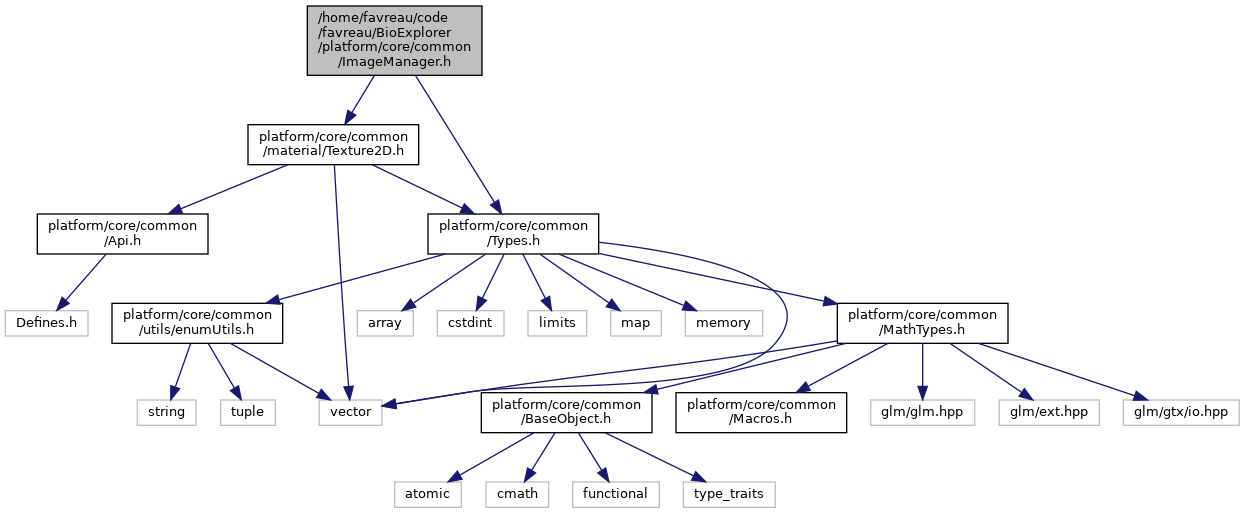 /home/favreau/code
/favreau/BioExplorer
/platform/core/common
/ImageManager.h
platform/core/common
/material/Texture2D.h
platform/core/common
/Api.h
platform/core/common
/Types.h
Defines.h
platform/core/common
/utils/enumUtils.h
array
cstdint
limits
map
memory
platform/core/common
/MathTypes.h
string
tuple
vector
platform/core/common
/BaseObject.h
platform/core/common
/Macros.h
glm/glm.hpp
glm/ext.hpp
glm/gtx/io.hpp
atomic
cmath
functional
type_traits